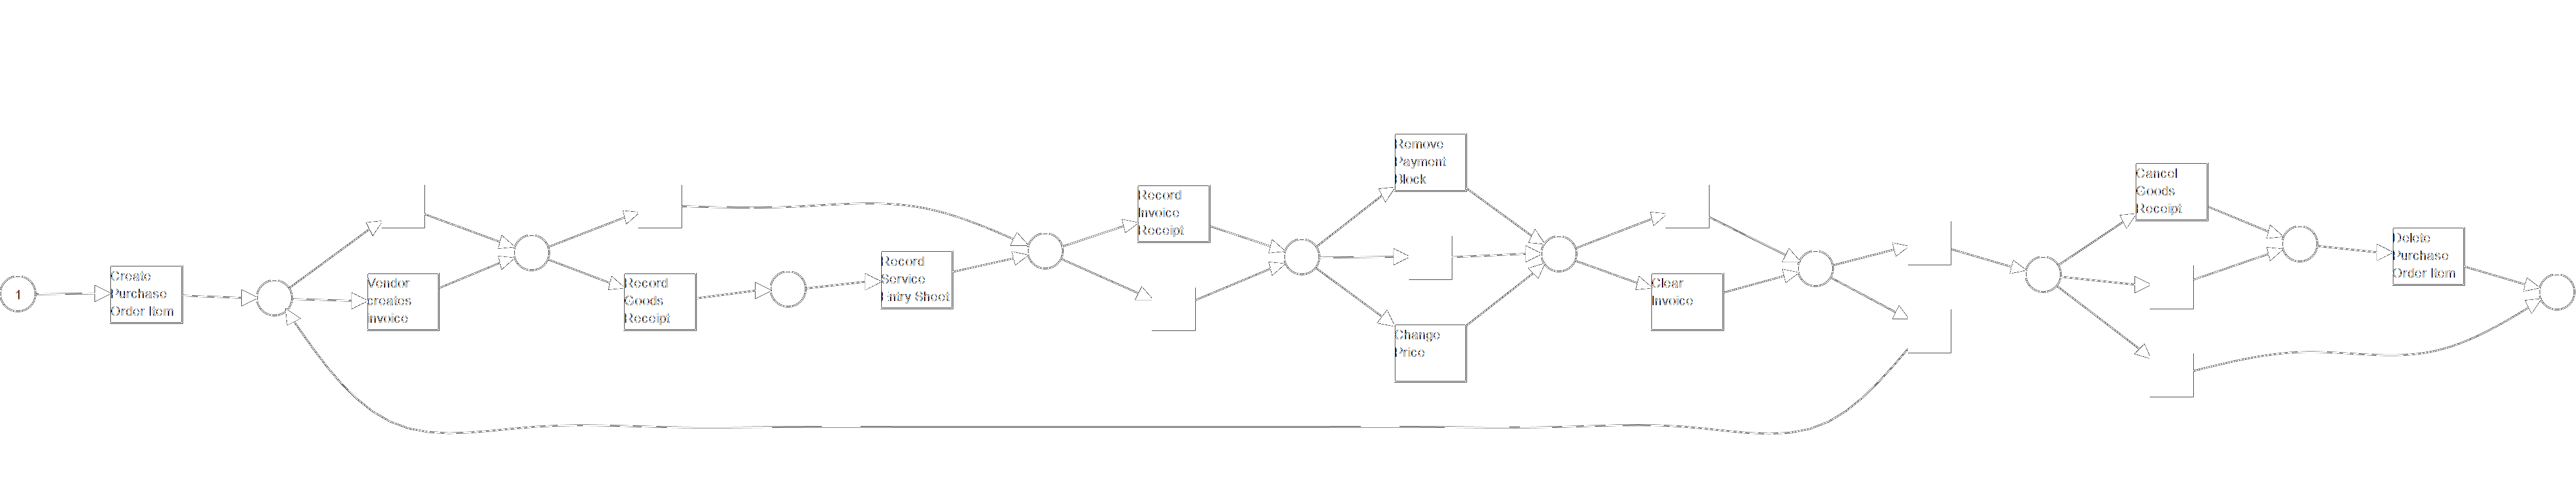 1
Create
Purchase
Order Item
Vendor
creates
invoice
Record
Goods
Receipt
Record
Service
Entry Sheet
Record
Invoice
Receipt
Remove
Payment
Block
Change
Price
Clear
Invoice
Cancel
Goods
Receipt
Delete
Purchase
Order Item